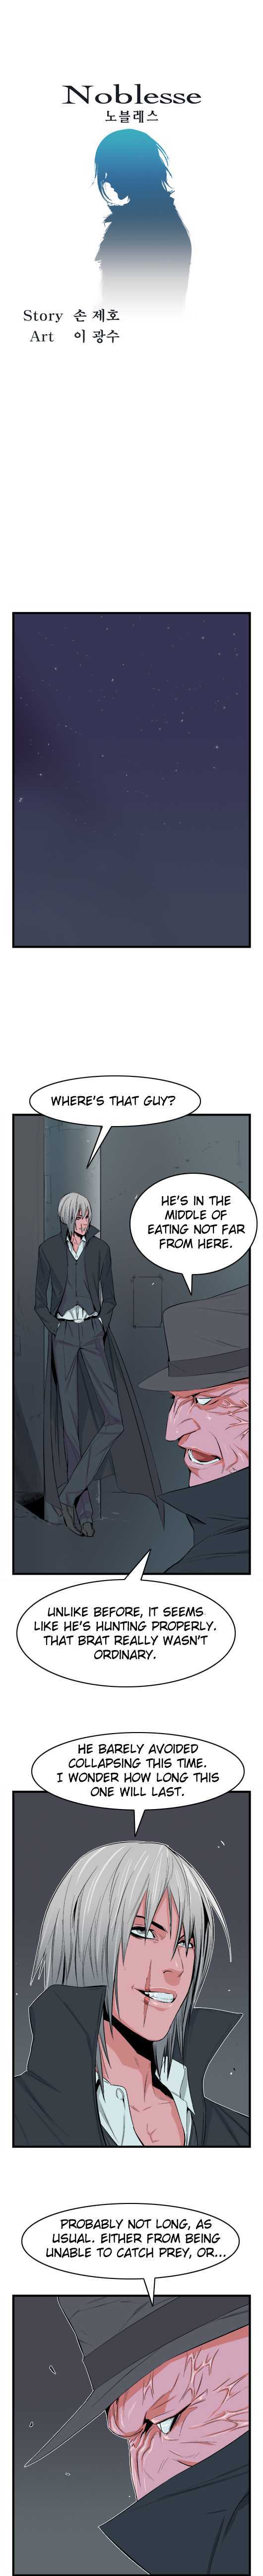 Noblesse
노블레스
Story 손 제호
Art 이 광수
WHERE'S THAT GUY?
HE'S IN THE
MIDDLE OF
EATING NOT FAR
FROM HERE.
UNLIKE BEFORE, IT SEEMS
LIKE HE'S HUNTING PROPERLY.
THAT BRAT REALLY WASN'T
ORDINARY.
HE BARELY AVOIDED
COLLAPSING THIS TIME.
I WONDER HOW LONG THIS
ONE WILL LAST.
PROBABLY NOT LONG, AS
USUAL. EITHER FROM BEING
UNABLE TO CATCH PREY, OR...